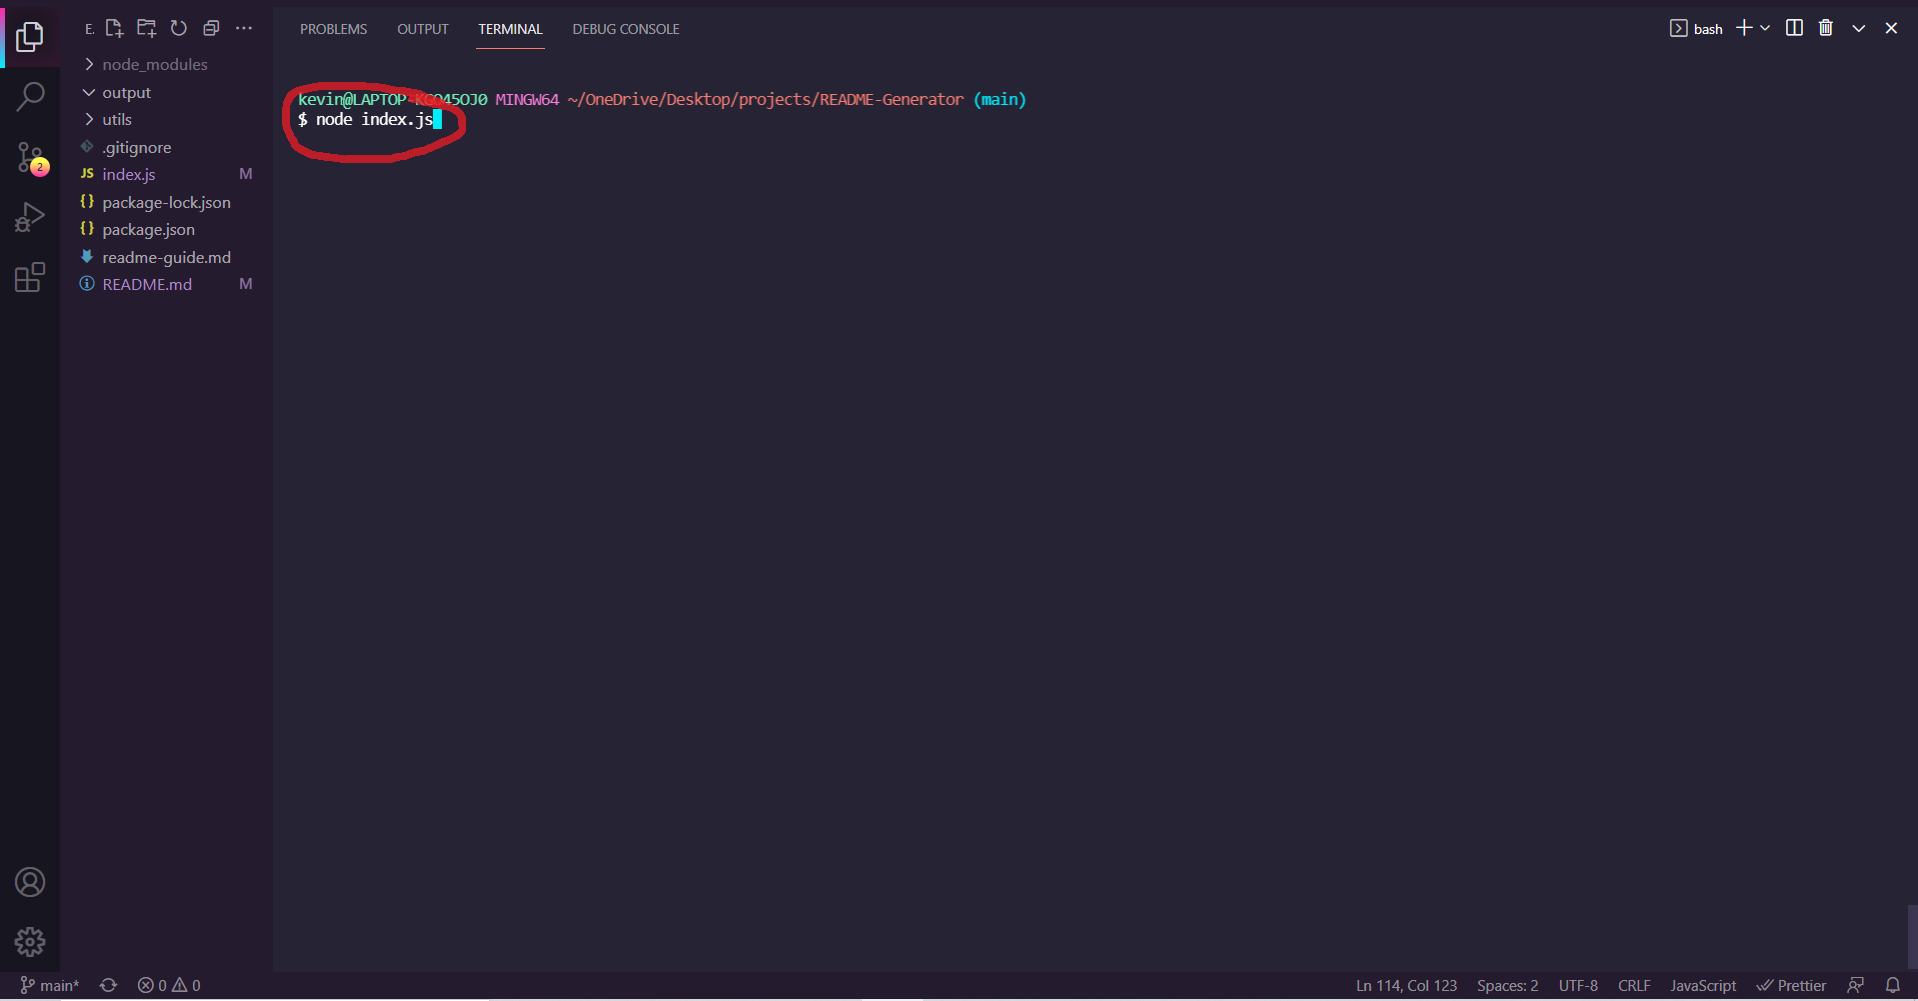 E.
PROBLEMS OUTPUT TERMINAL DEBUG CONSOLE
bash
node_modules
output
utils
.gitignore
JS index.js M
{} package-lock.json
{} package.json
readme-guide.md
README.md M
2
kevin@LAPTOP-KGQ45OJ0 MINGW64 ~/OneDrive/Desktop/projects/README-Generator (main)
$ node index.js
main* 0 0
Ln 114, Col 123 Spaces: 2 UTF-8 CRLF JavaScript Prettier